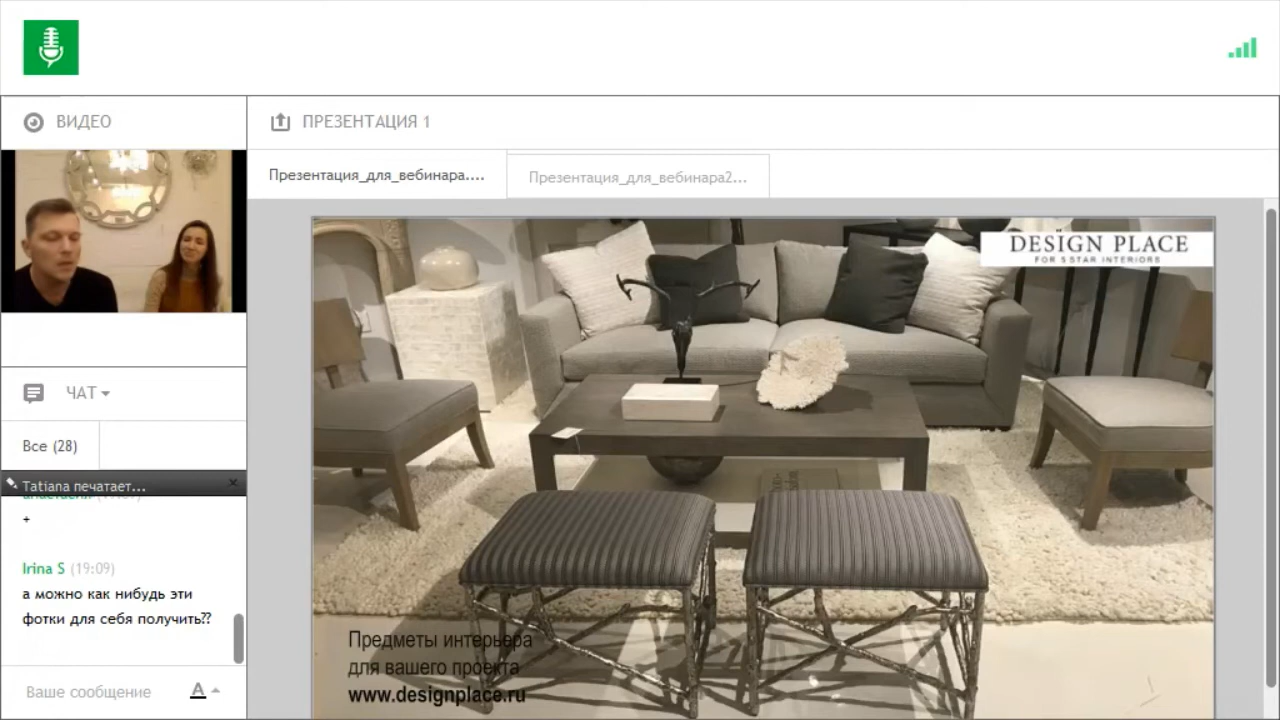 ВИДЕО
ПРЕЗЕНТАЦИЯ 1
Презентация_для_вебинара....
Презентация_для_вебинара2...
DESIGN PLACE
FOR 5 STAR INTERIORS
ЧАТ
Все (28)
Tatiana печатает...
+
Irina S (19:09)
а можно как нибудь эти
фотки для себя получить??
Ваше сообщение
A
Предметы интерьера
для вашего проекта
www.designplace.ru